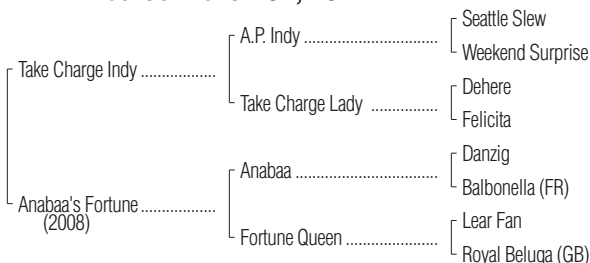 Seattle Slew
A.P. Indy ....................................
Weekend Surprise
Take Charge Indy ................
Dehere
Take Charge Lady ..................
Felicita
Danzig
Anabaa ......................................
Balbonella (FR)
Anabaa's Fortune ................
(2008)
Lear Fan
Fortune Queen .........................
Royal Beluga (GB)